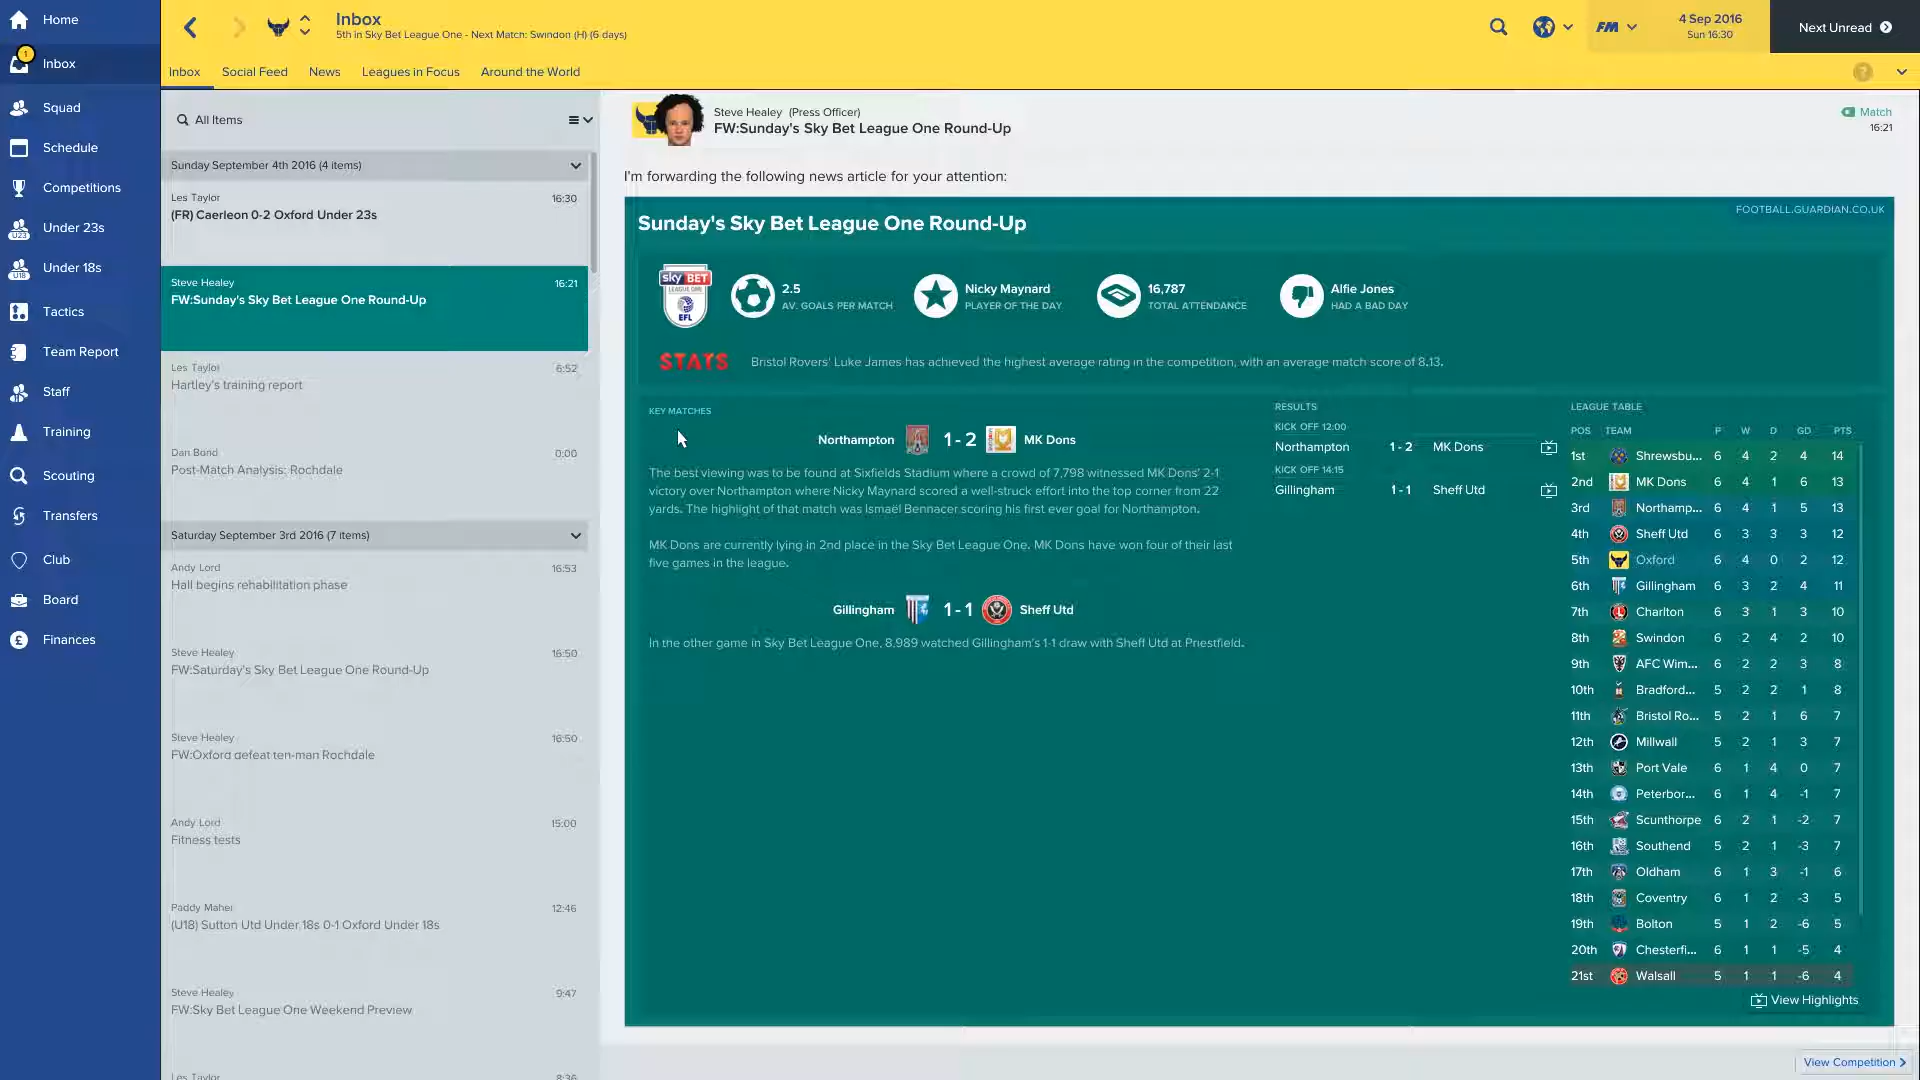 Home
1
Inbox
Squad
Schedule
Competitions
Under 23s
Under 18s
Tactics
Team Report
Staff
Training
Scouting
Transfers
Club
Board
Finances
Inbox
5th in Sky Bet League One - Next Match: Swindon (H) (6 days)
FM
4 Sep 2016
Sun 16:30
Next Unread
Inbox Social Feed News Leagues in Focus Around the World
All Items
Sunday September 4th 2016 (4 items)
Les Taylor 16:30
(FR) Caerleon 0-2 Oxford Under 23s
Steve Healey 16:21
FW:Sunday's Sky Bet League One Round-Up
Les Taylor 6:52
Hartley's training report
Dan Bond 0:00
Post-Match Analysis: Rochdale
Saturday September 3rd 2016 (7 items)
Andy Lord 16:53
Hall begins rehabilitation phase
Steve Healey 16:50
FW:Saturday's Sky Bet League One Round-Up
Steve Healey 16:50
FW:Oxford defeat ten-man Rochdale
Andy Lord 15:00
Fitness tests
Paddy Maher 12:46
(U18) Sutton Utd Under 18s 0-1 Oxford Under 18s
Steve Healey 9:47
FW:Sky Bet League One Weekend Preview
Les Taylor 8:36
Steve Healey (Press Officer)
FW:Sunday's Sky Bet League One Round-Up
Match
16:21
I'm forwarding the following news article for your attention:
FOOTBALL.GUARDIAN.CO.UK
Sunday's Sky Bet League One Round-Up
sky BET
LEAGUE ONE
EFL
2.5
AV. GOALS PER MATCH
Nicky Maynard
PLAYER OF THE DAY
16,787
TOTAL ATTENDANCE
Alfie Jones
HAD A BAD DAY
STATS
Bristol Rovers' Luke James has achieved the highest average rating in the competition, with an average match score of 8.13.
KEY MATCHES
Northampton 1 - 2 MK Dons
The best viewing was to be found at Sixfields Stadium where a crowd of 7,798 witnessed MK Dons' 2-1
victory over Northampton where Nicky Maynard scored a well-struck effort into the top corner from 22
yards. The highlight of that match was Ismaël Bennacer scoring his first ever goal for Northampton.
MK Dons are currently lying in 2nd place in the Sky Bet League One. MK Dons have won four of their last
five games in the league.
Gillingham 1 - 1 Sheff Utd
In the other game in Sky Bet League One, 8,989 watched Gillingham's 1-1 draw with Sheff Utd at Priestfield.
RESULTS
KICK OFF 12:00
Northampton 1 - 2 MK Dons
KICK OFF 14:15
Gillingham 1 - 1 Sheff Utd
LEAGUE TABLE
POS TEAM P W D GD PTS
1st Shrewsbu... 6 4 2 4 14
2nd MK Dons 6 4 1 6 13
3rd Northamp... 6 4 1 5 13
4th Sheff Utd 6 3 3 3 12
5th Oxford 6 4 0 2 12
6th Gillingham 6 3 2 4 11
7th Charlton 6 3 1 3 10
8th Swindon 6 2 4 2 10
9th AFC Wim... 6 2 2 3 8
10th Bradford... 5 2 2 1 8
11th Bristol Ro... 5 2 1 6 7
12th Millwall 5 2 1 3 7
13th Port Vale 6 1 4 0 7
14th Peterbor... 6 1 4 -1 7
15th Scunthorpe 6 2 1 -2 7
16th Southend 5 2 1 -3 7
17th Oldham 6 1 3 -1 6
18th Coventry 6 1 2 -3 5
19th Bolton 5 1 2 -6 5
20th Chesterfi... 6 1 1 -5 4
21st Walsall 5 1 1 -6 4
View Highlights
View Competition